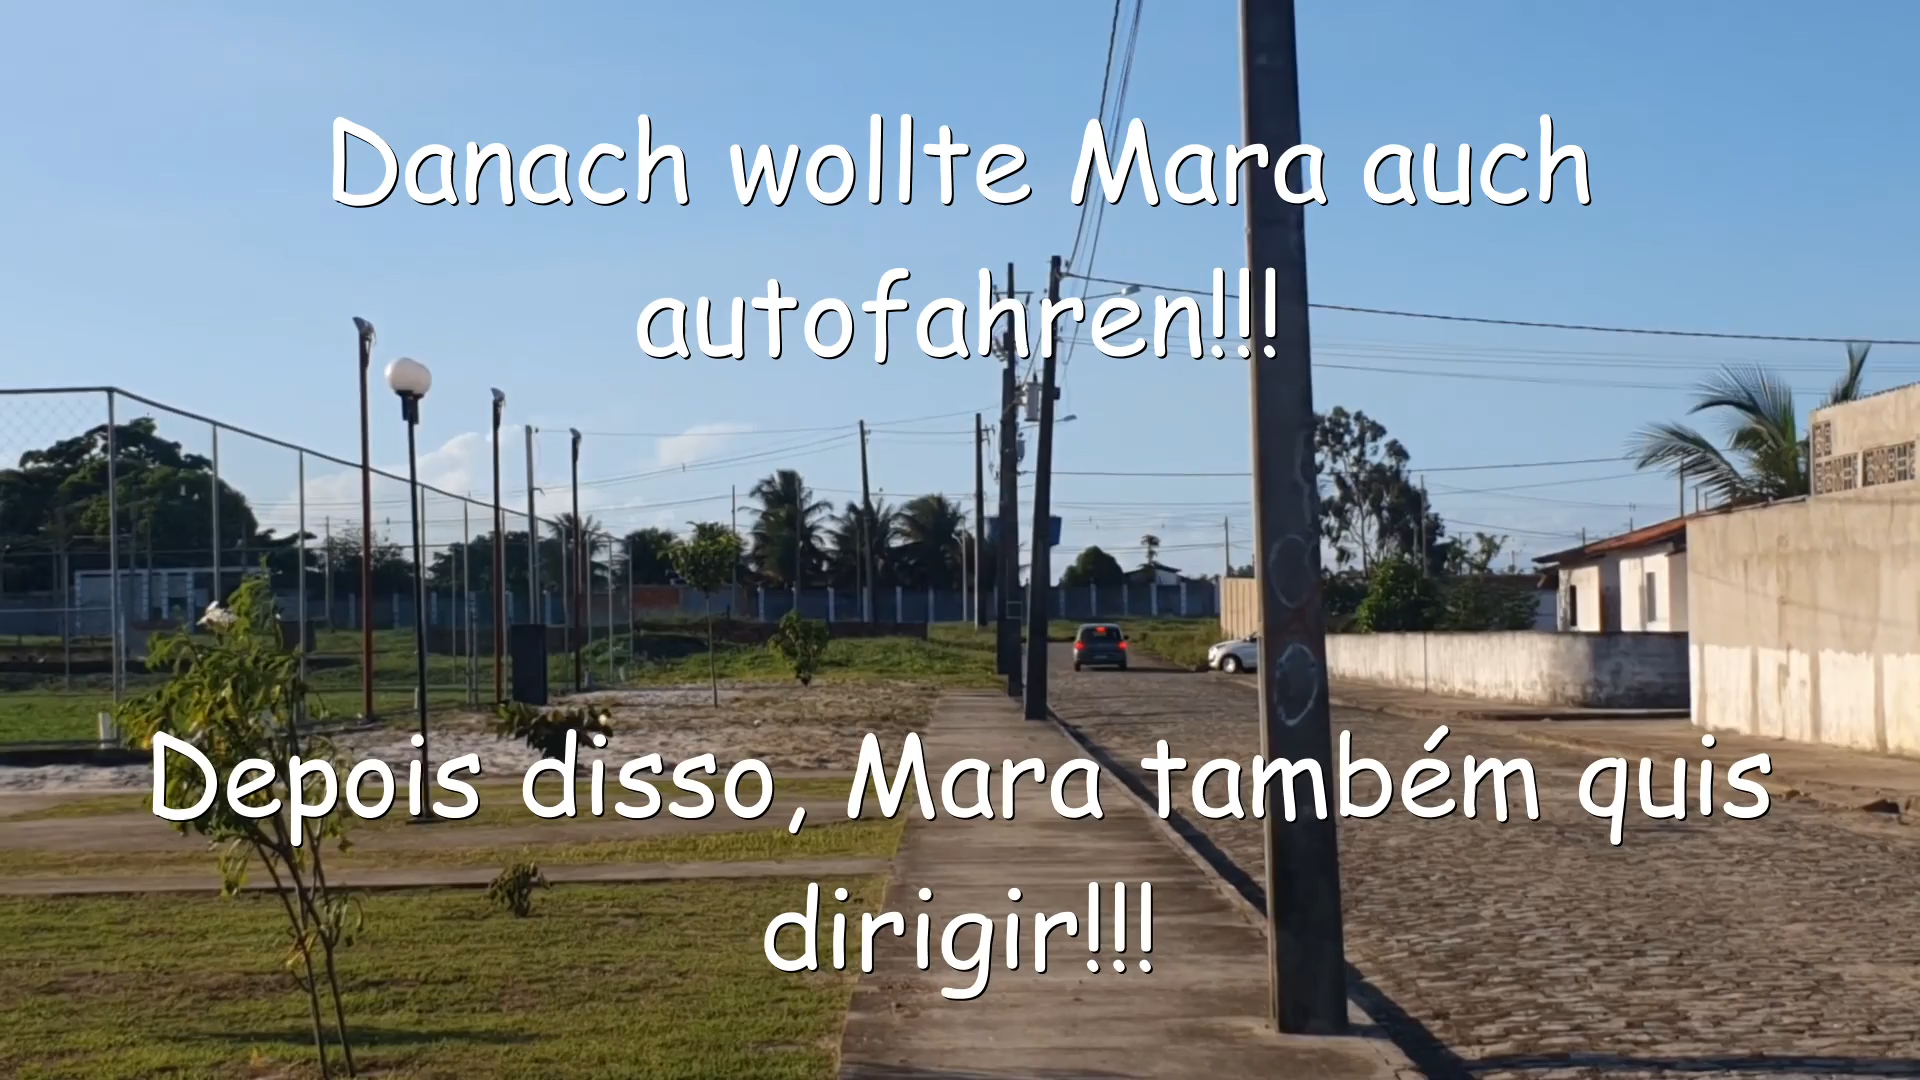 Danach wollte Mara auch
autofahren!!!
Depois disso, Mara também quis
dirigir!!!